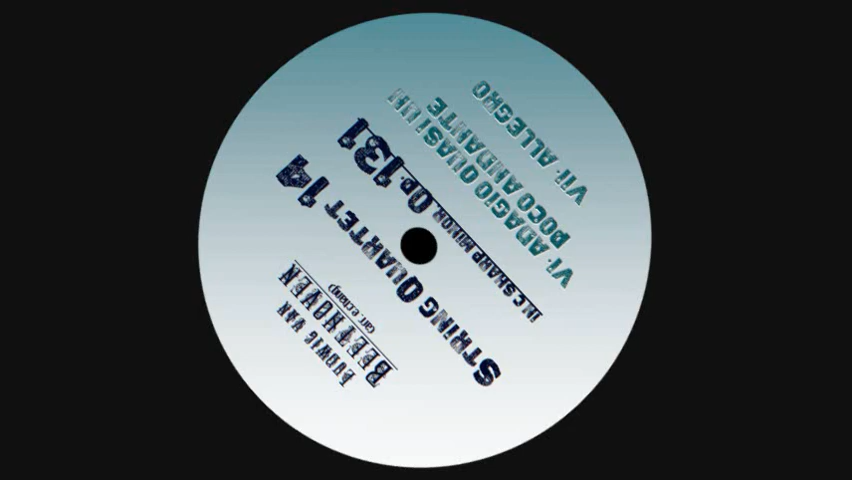 LUDWIG VAN
BEETHOVEN
STRING QUARTET 14
IN C SHARP MINOR, OP. 131
VI· ADAGIO QUASI UN
POCO ANDANTE
VII· ALLEGRO